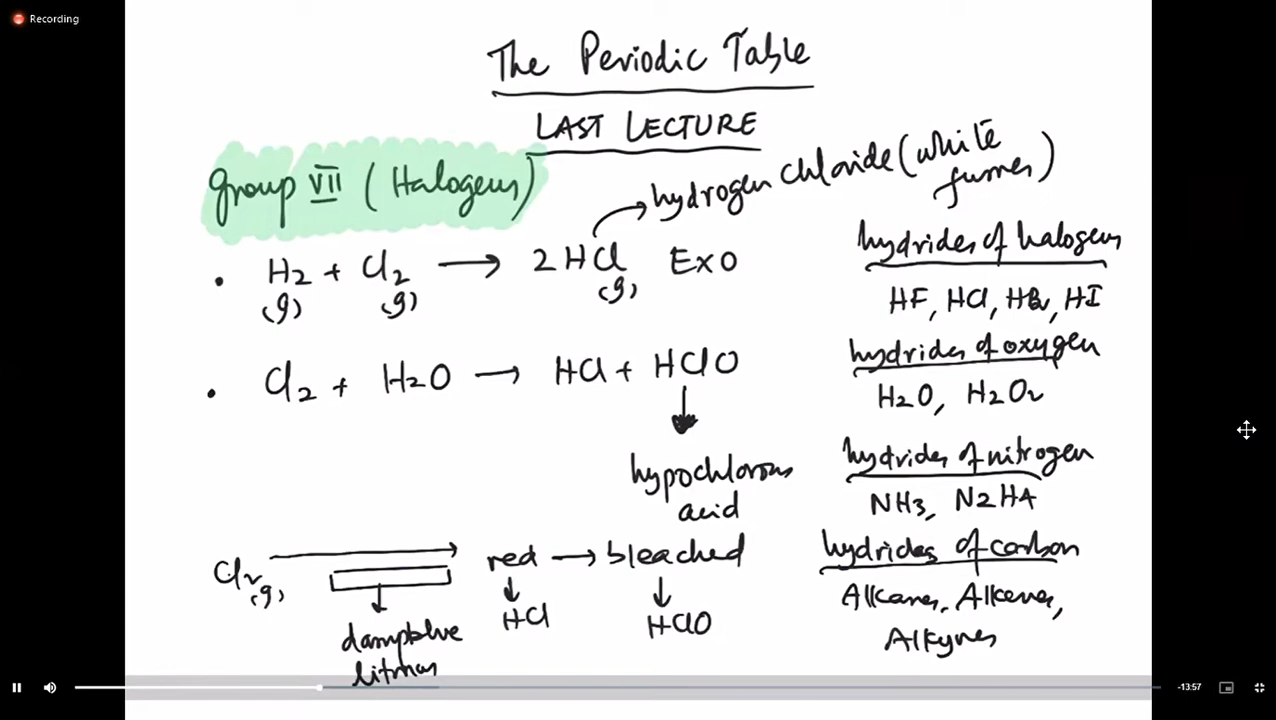 Recording
The Periodic Table
LAST LECTURE
Group VII (Halogens)
hydrogen chloride (white
fumes)
• H2 + Cl2 → 2HCl Exo
(g) (g) (g)
• Cl2 + H2O → HCl + HClO
hypochlorous
acid
Cl2(g) → red → bleached
HCl HClO
damp blue
litmus
hydrides of halogens
HF, HCl, HBr, HI
hydrides of oxygen
H2O, H2O2
hydrides of nitrogen
NH3, N2H4
hydrides of carbon
Alkanes, Alkenes,
Alkynes
-13:57